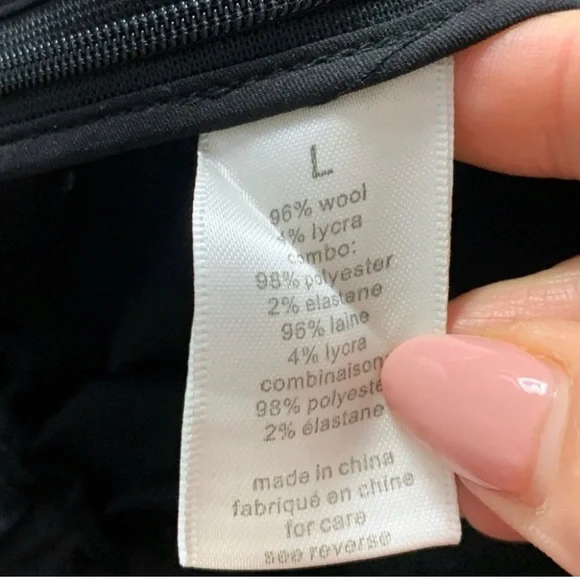 L
96% wool
4% lycra
combo:
98% polyester
2% elastane
96% laine
4% lycra
combinaison
98% polyeste
2% élastane
made in china
fabriqué en chine
for care
see reverse